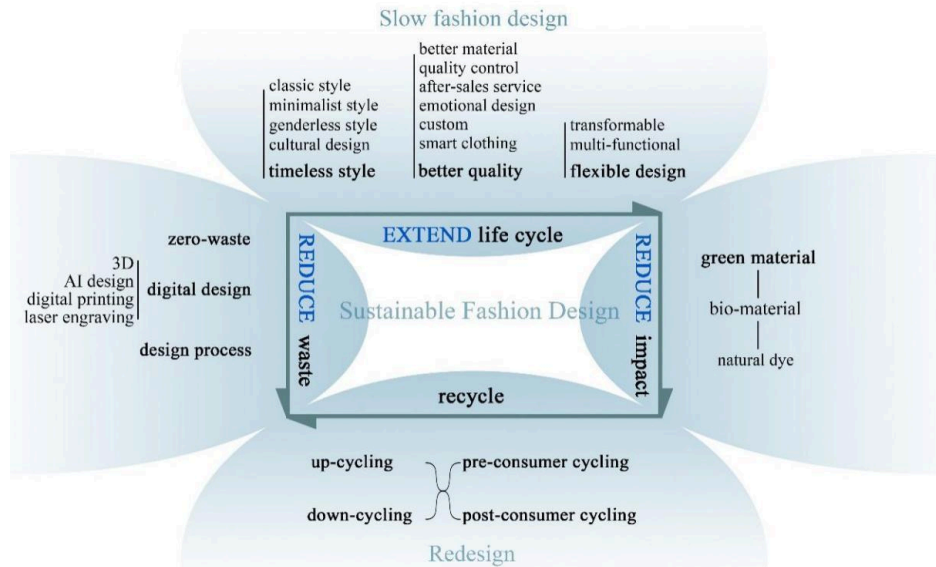 Slow fashion design
classic style
minimalist style
genderless style
cultural design
timeless style
better material
quality control
after-sales service
emotional design
custom
smart clothing
better quality
transformable
multi-functional
flexible design
zero-waste
3D
AI design
digital printing
laser engraving
digital design
design process
EXTEND life cycle
REDUCE waste
Sustainable Fashion Design
REDUCE impact
recycle
green material
bio-material
natural dye
up-cycling
pre-consumer cycling
down-cycling
post-consumer cycling
Redesign